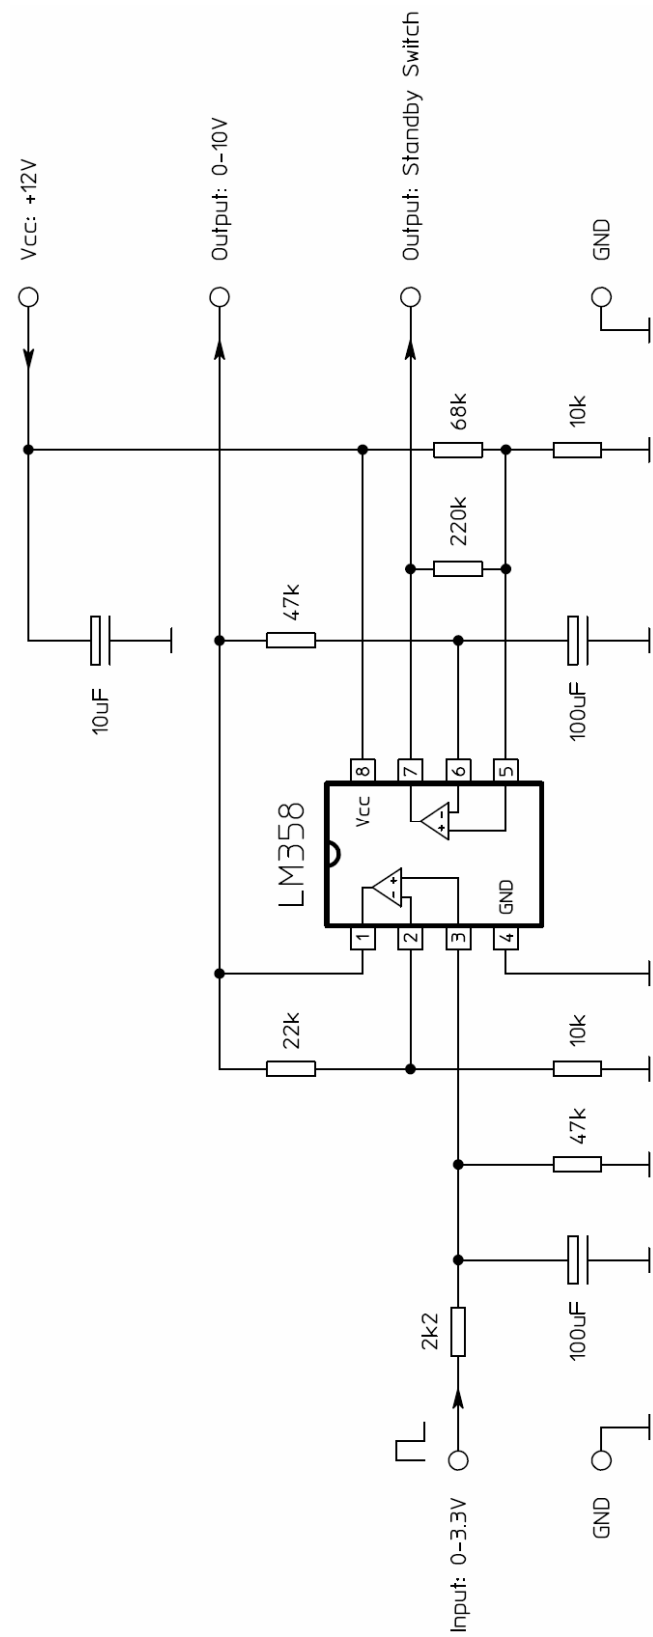 Vcc: +12V
Output: 0-10V
Output: Standby Switch
GND
68k
10k
220k
47k
10uF
100uF
LM358
8
7
6
5
Vcc
+
-
-
+
GND
1
2
3
4
22k
10k
47k
100uF
2k2
Input: 0-3.3V
GND